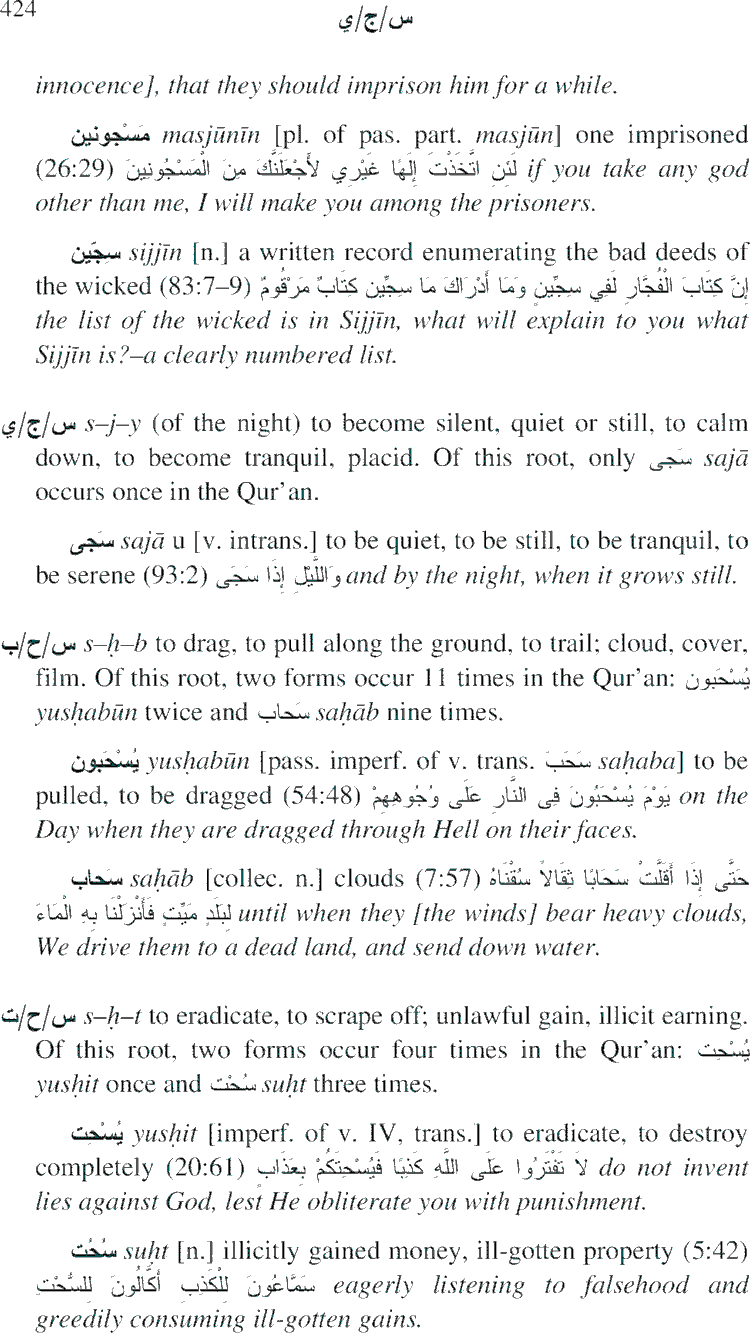 424
س/ج/ي
innocence], that they should imprison him for a while.
مَسْجونين masjūnīn [pl. of pas. part. masjūn] one imprisoned
(26:29) لَئِنِ اتَّخَذْتَ إِلَهًا غَيْرِي لأَجْعَلَنَّكَ مِنَ الْمَسْجُونِينَ if you take any god
other than me, I will make you among the prisoners.
سِجّين sijjīn [n.] a written record enumerating the bad deeds of
the wicked (83:7–9) إِنَّ كِتَابَ الْفُجَّارِ لَفِي سِجِّينٍ وَمَا أَدْرَاكَ مَا سِجِّين كِتَابٌ مَرْقُومٌ
the list of the wicked is in Sijjīn, what will explain to you what
Sijjīn is?–a clearly numbered list.
س/ج/ي s–j–y (of the night) to become silent, quiet or still, to calm
down, to become tranquil, placid. Of this root, only سَجى sajā
occurs once in the Qur'an.
سَجى sajā u [v. intrans.] to be quiet, to be still, to be tranquil, to
be serene (93:2) وَاللَّيْلِ إِذَا سَجَى and by the night, when it grows still.
س/ح/ب s–ḥ–b to drag, to pull along the ground, to trail; cloud, cover,
film. Of this root, two forms occur 11 times in the Qur'an: يُسْحَبون
yusḥabūn twice and سَحاب saḥāb nine times.
يُسْحَبون yusḥabūn [pass. imperf. of v. trans. سَحَبَ saḥaba] to be
pulled, to be dragged (54:48) يَوْمَ يُسْحَبُونَ فِى النَّارِ عَلَى وُجُوهِهِمْ on the
Day when they are dragged through Hell on their faces.
سَحاب saḥāb [collec. n.] clouds (7:57) حَتَّى إِذَا أَقَلَّتْ سَحَابًا ثِقَالاً سُقْنَاهُ
لِبَلَدٍ مَيِّتٍ فَأَنْزَلْنَا بِهِ الْمَاءَ until when they [the winds] bear heavy clouds,
We drive them to a dead land, and send down water.
س/ح/ت s–ḥ–t to eradicate, to scrape off; unlawful gain, illicit earning.
Of this root, two forms occur four times in the Qur'an: يُسْحِت
yusḥit once and سُحْت suḥt three times.
يُسْحِت yusḥit [imperf. of v. IV, trans.] to eradicate, to destroy
completely (20:61) لاَ تَفْتَرُوا عَلَى اللَّهِ كَذِبًا فَيُسْحِتَكُمْ بِعَذَابٍ do not invent
lies against God, lest He obliterate you with punishment.
سُحْت suḥt [n.] illicitly gained money, ill-gotten property (5:42)
سَمَّاعُونَ لِلْكَذِبِ أَكَّالُونَ لِلسُّحْتِ eagerly listening to falsehood and
greedily consuming ill-gotten gains.